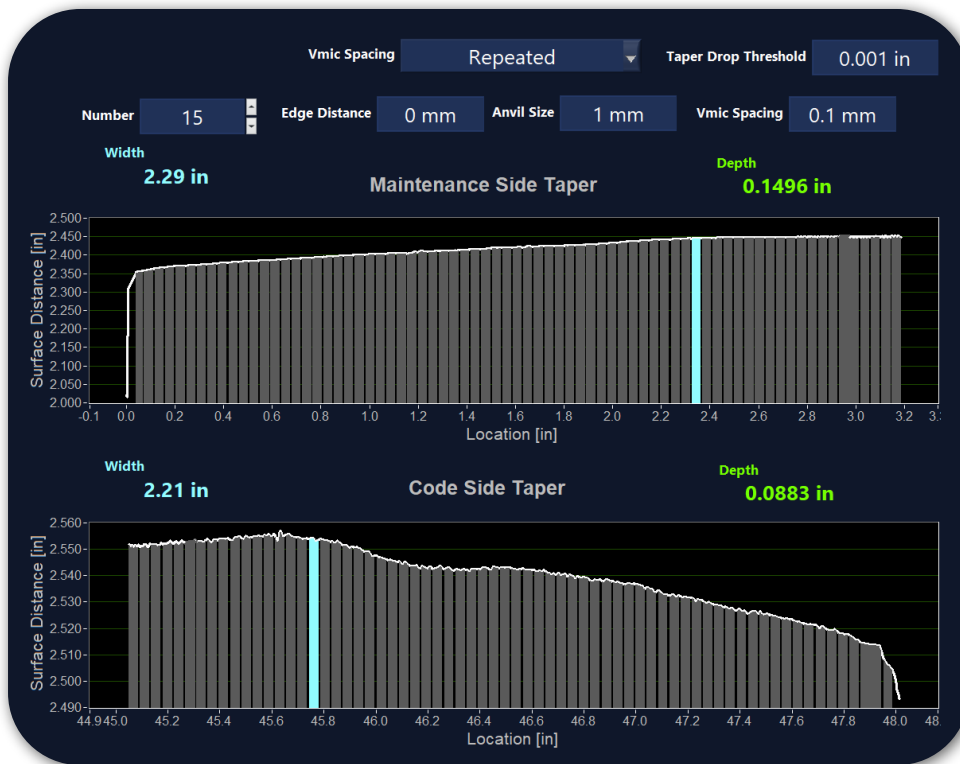 Vmic Spacing Repeated Taper Drop Threshold 0.001 in
Number 15 Edge Distance 0 mm Anvil Size 1 mm Vmic Spacing 0.1 mm
Width Depth
2.29 in Maintenance Side Taper 0.1496 in
Surface Distance [in]
2.500
2.450
2.400
2.350
2.300
2.250
2.200
2.150
2.100
2.050
2.000
-0.1 0.0 0.2 0.4 0.6 0.8 1.0 1.2 1.4 1.6 1.8 2.0 2.2 2.4 2.6 2.8 3.0 3.2
Location [in]
Width Depth
2.21 in Code Side Taper 0.0883 in
Surface Distance [in]
2.560
2.550
2.540
2.530
2.520
2.510
2.500
2.490
44.9 45.0 45.2 45.4 45.6 45.8 46.0 46.2 46.4 46.6 46.8 47.0 47.2 47.4 47.6 47.8 48.0
Location [in]